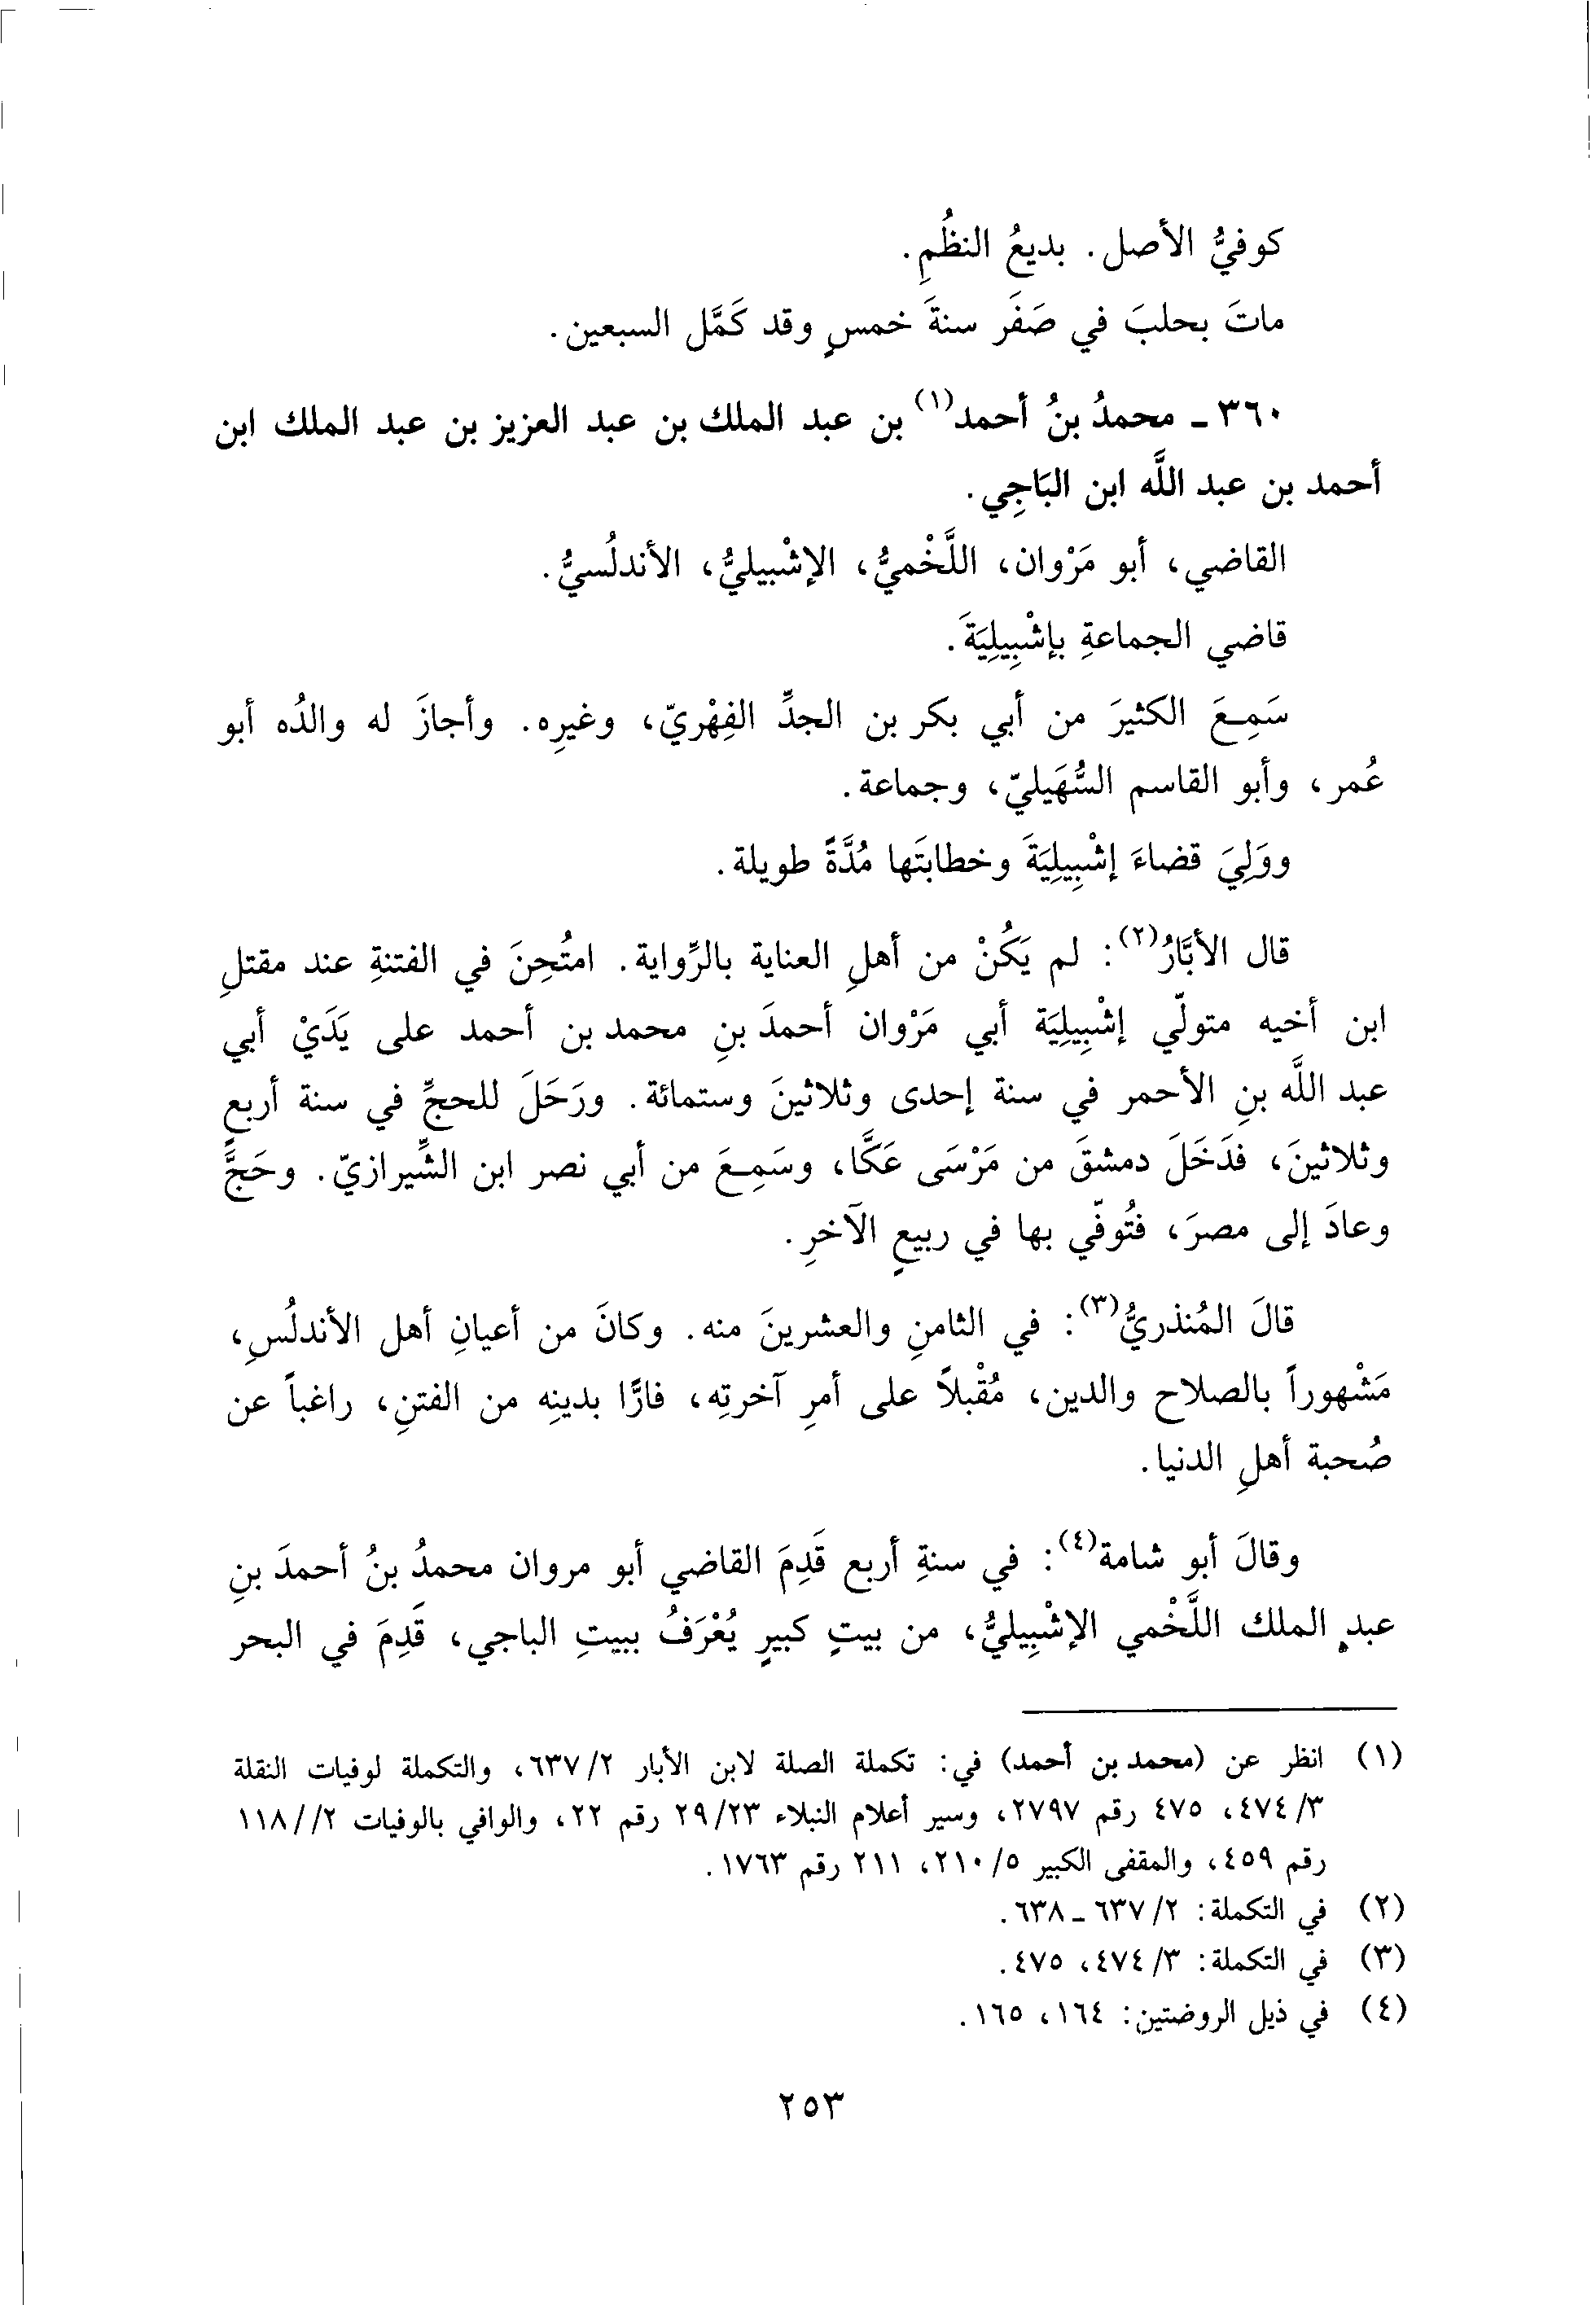 كوفيُّ الأصل. بديعُ النظُمِ.
ماتَ بحلبَ في صَفَر سنةَ خمسٍ وقد كَمَّل السبعين.
٣٦٠ ـ محمدُ بنُ أحمد(١) بن عبد الملك بن عبد العزيز بن عبد الملك ابن
أحمد بن عبد اللَّه ابن البَاجِي.
القاضي، أبو مَرْوان، اللَّخْميُّ، الإشْبيليُّ، الأندلُسيُّ.
قاضي الجماعةِ بإشْبِيلِيَةَ.
سَمِعَ الكثيرَ من أبي بكر بن الجدِّ الفِهْريّ، وغيرِه. وأجازَ له والدُه أبو
عُمر، وأبو القاسم السُّهَيليّ، وجماعة.
ووَلِيَ قضاءَ إشْبِيلِيَةَ وخطابتَها مُدَّةً طويلة.
قال الأبَّارُ(٢): لم يَكُنْ من أهلِ العناية بالرِّواية. امتُحِنَ في الفتنةِ عند مقتلِ
ابن أخيه متولّي إشْبِيلِيَة أبي مَرْوان أحمدَ بنِ محمد بن أحمد على يَدَيْ أبي
عبد اللَّه بنِ الأحمر في سنة إحدى وثلاثينَ وستمائة. ورَحَلَ للحجِّ في سنة أربعٍ
وثلاثينَ، فدَخَلَ دمشقَ من مَرْسَى عَكَّا، وسَمِعَ من أبي نصر ابن الشِّيرازيّ. وحَجَّ
وعادَ إلى مصرَ، فتُوفّي بها في ربيعٍ الآخرِ.
قالَ المُنذريُّ(٣): في الثامنِ والعشرينَ منه. وكانَ من أعيانِ أهل الأندلُسِ،
مَشْهوراً بالصلاح والدين، مُقْبلاً على أمرِ آخرتِه، فارًّا بدينِه من الفتنِ، راغباً عن
صُحبة أهلِ الدنيا.
وقالَ أبو شامة(٤): في سنةِ أربع قَدِمَ القاضي أبو مروان محمدُ بنُ أحمدَ بنِ
عبدِ الملك اللَّخْمي الإشْبِيليُّ، من بيتٍ كبيرٍ يُعْرَفُ ببيتِ الباجي، قَدِمَ في البحر
(١) انظر عن (محمد بن أحمد) في: تكملة الصلة لابن الأبار ٢/ ٦٣٧، والتكملة لوفيات النقلة
٣/ ٤٧٤، ٤٧٥ رقم ٢٧٩٧، وسير أعلام النبلاء ٢٣/ ٢٩ رقم ٢٢، والوافي بالوفيات ٢// ١١٨
رقم ٤٥٩، والمقفى الكبير ٥/ ٢١٠، ٢١١ رقم ١٧٦٣.
(٢) في التكملة: ٢/ ٦٣٧ ـ ٦٣٨.
(٣) في التكملة: ٣/ ٤٧٤، ٤٧٥.
(٤) في ذيل الروضتين: ١٦٤، ١٦٥.
٢٥٣